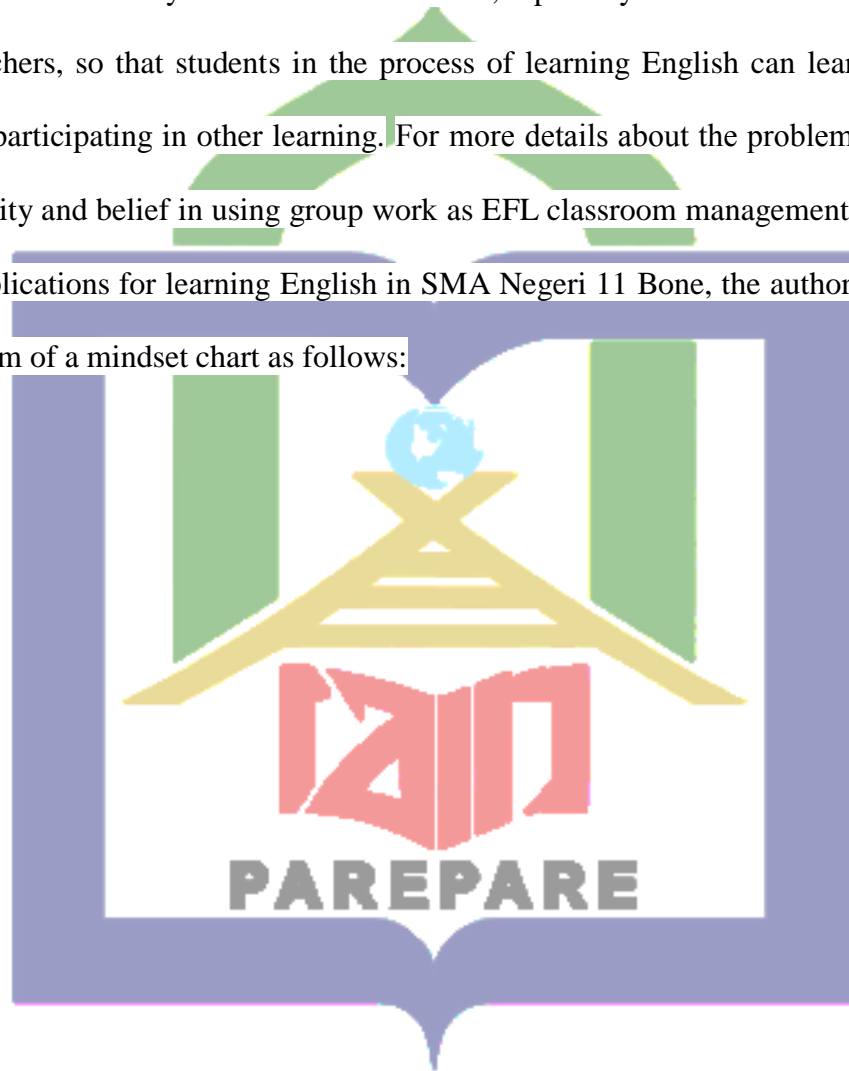 chers, so that students in the process of learning English can lear
participating in other learning. For more details about the problem
ity and belief in using group work as EFL classroom management
plications for learning English in SMA Negeri 11 Bone, the author
m of a mindset chart as follows:
iain
PAREPARE